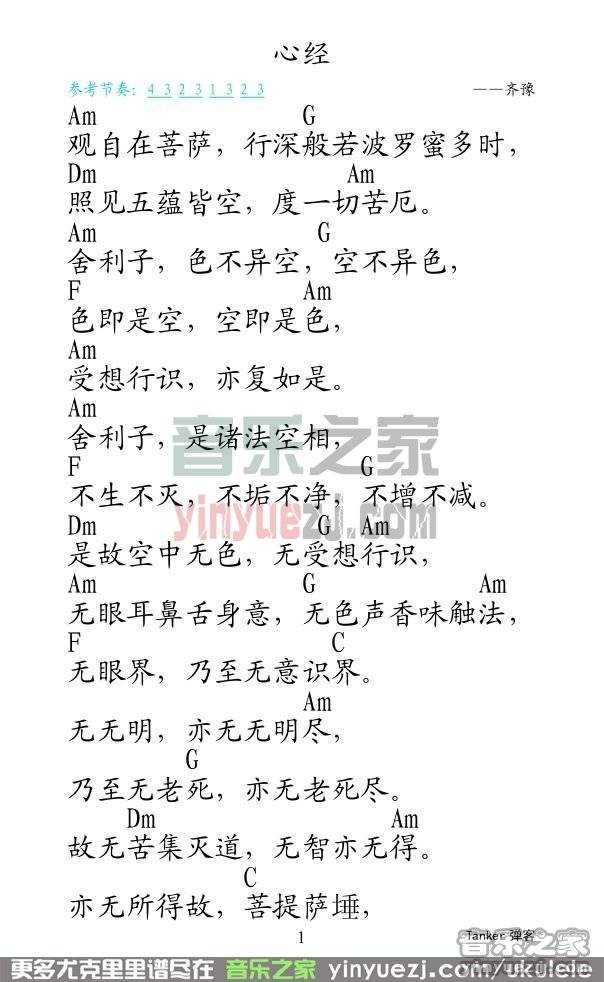 心经
参考节奏: 4 3 2 3 1 3 2 3 ——齐豫
Am G
观自在菩萨，行深般若波罗蜜多时，
Dm Am
照见五蕴皆空，度一切苦厄。
Am G
舍利子，色不异空，空不异色，
F Am
色即是空，空即是色，
Am
受想行识，亦复如是。
Am
舍利子，是诸法空相，
音乐之家
F G
不生不灭，不垢不净，不增不减。
yinyuezj.com
Dm G Am
是故空中无色，无受想行识，
Am G Am
无眼耳鼻舌身意，无色声香味触法，
F C
无眼界，乃至无意识界。
Am
无无明，亦无无明尽，
G
乃至无老死，亦无老死尽。
Dm Am
故无苦集灭道，无智亦无得。
C
亦无所得故，菩提萨埵，
1 Tanker 弹客
音乐之家
更多尤克里里谱尽在 音乐之家 yinyuezj.com/ukulele